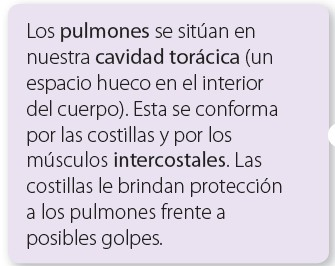 Los pulmones se sitúan en
nuestra cavidad torácica (un
espacio hueco en el interior
del cuerpo). Esta se conforma
por las costillas y por los
músculos intercostales. Las
costillas le brindan protección
a los pulmones frente a
posibles golpes.